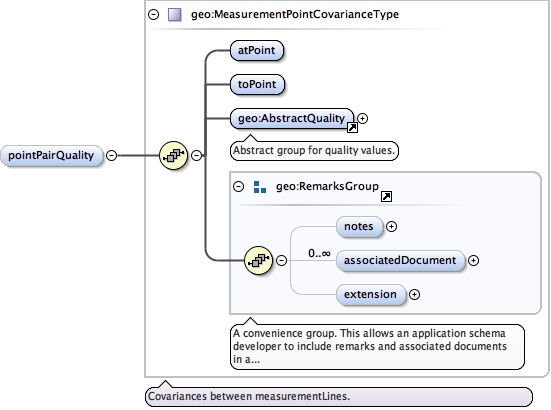 geo:MeasurementPointCovarianceType
atPoint
toPoint
geo:AbstractQuality
Abstract group for quality values.
pointPairQuality
geo:RemarksGroup
notes
0..∞
associatedDocument
extension
A convenience group. This allows an application schema
developer to include remarks and associated documents
in a...
Covariances between measurementLines.